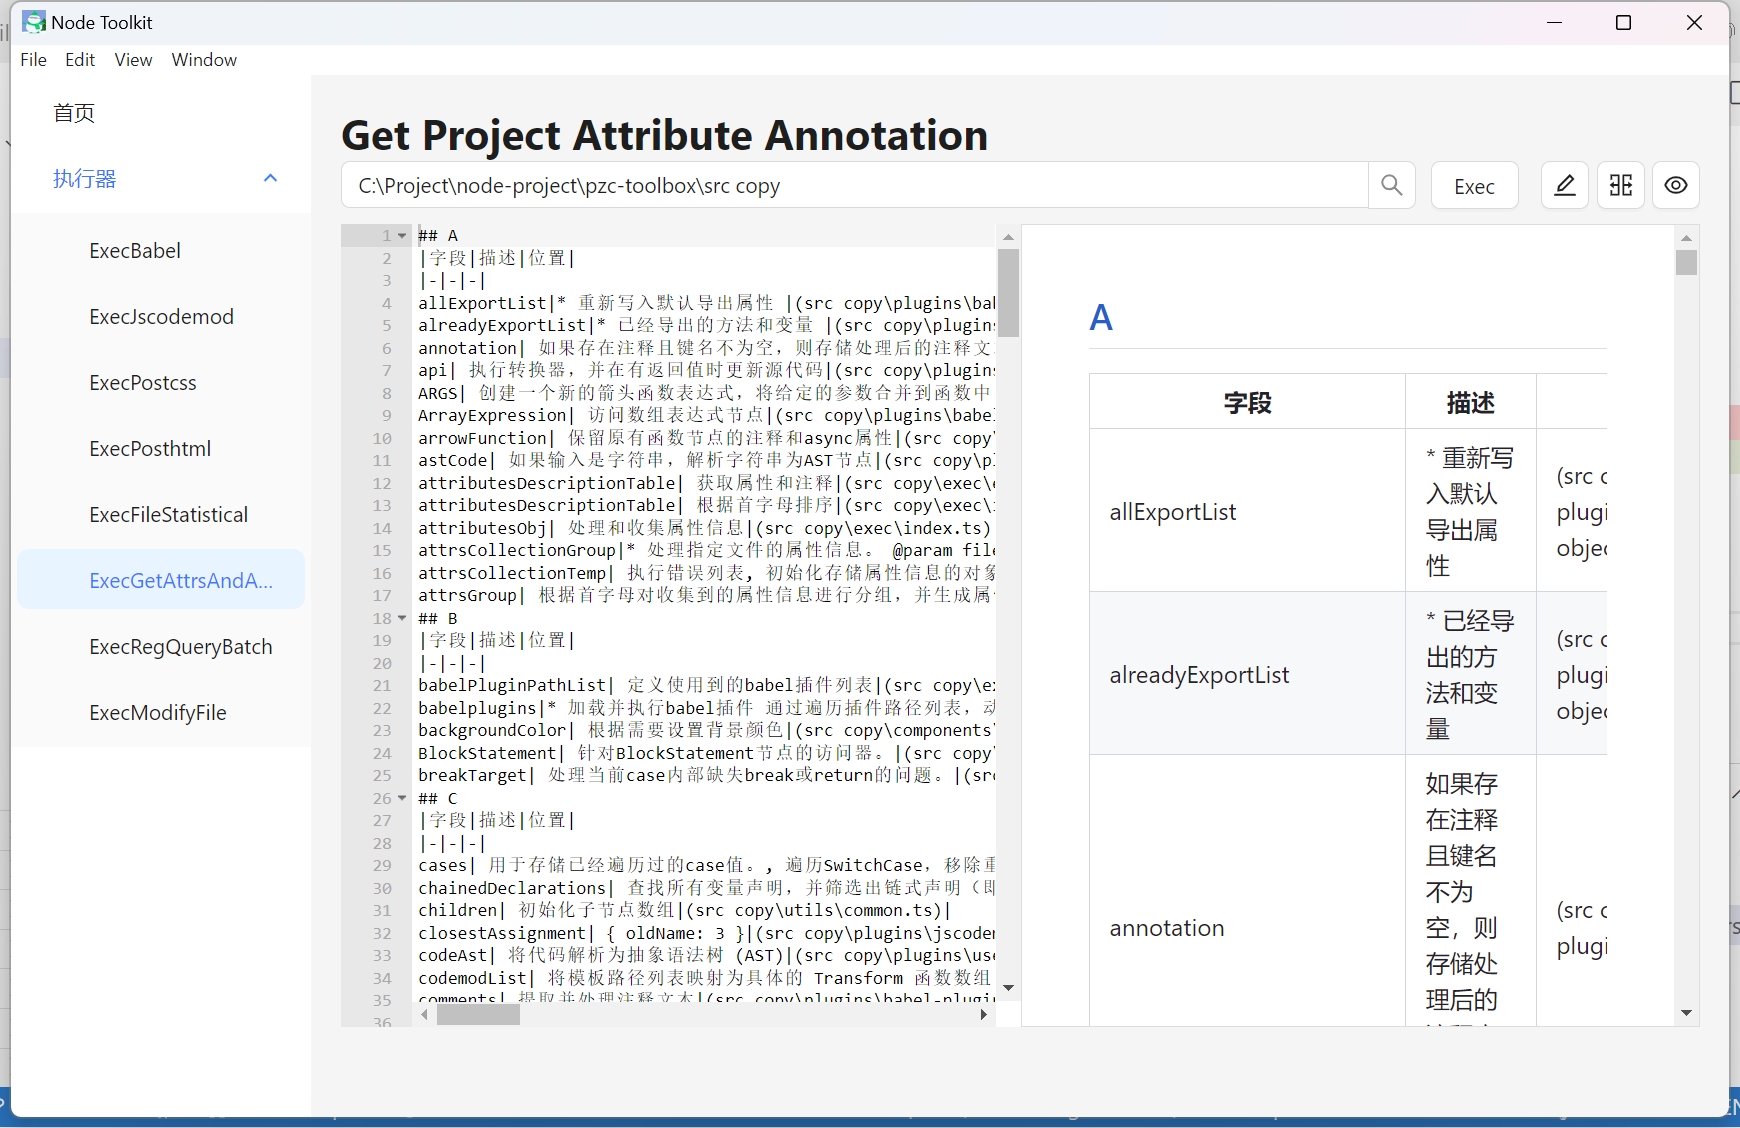 Node Toolkit
File Edit View Window
首页
执行器
ExecBabel
ExecJscodemod
ExecPostcss
ExecPosthtml
ExecFileStatistical
ExecGetAttrsAndA...
ExecRegQueryBatch
ExecModifyFile
Get Project Attribute Annotation
C:\Project\node-project\pzc-toolbox\src copy
Exec
1 ## A
2 |字段|描述|位置|
3 |-|-|-|
4 allExportList|* 重新写入默认导出属性 |(src copy\plugins\bal
5 alreadyExportList|* 已经导出的方法和变量 |(src copy\plugin
6 annotation| 如果存在注释且键名不为空，则存储处理后的注释文
7 api| 执行转换器，并在有返回值时更新源代码|(src copy\plugin
8 ARGS| 创建一个新的箭头函数表达式，将给定的参数合并到函数中
9 ArrayExpression| 访问数组表达式节点|(src copy\plugins\babe
10 arrowFunction| 保留原有函数节点的注释和async属性|(src copy
11 astCode| 如果输入是字符串，解析字符串为AST节点|(src copy\p
12 attributesDescriptionTable| 获取属性和注释|(src copy\exec\
13 attributesDescriptionTable| 根据首字母排序|(src copy\exec\
14 attributesObj| 处理和收集属性信息|(src copy\exec\index.ts)
15 attrsCollectionGroup|* 处理指定文件的属性信息。 @param file
16 attrsCollectionTemp| 执行错误列表, 初始化存储属性信息的对象
17 attrsGroup| 根据首字母对收集到的属性信息进行分组，并生成属
18 ## B
19 |字段|描述|位置|
20 |-|-|-|
21 babelPluginPathList| 定义使用到的babel插件列表|(src copy\e
22 babelplugins|* 加载并执行babel插件 通过遍历插件路径列表，动
23 backgroundColor| 根据需要设置背景颜色|(src copy\components
24 BlockStatement| 针对BlockStatement节点的访问器。|(src copy
25 breakTarget| 处理当前case内部缺失break或return的问题。|(sr
26 ## C
27 |字段|描述|位置|
28 |-|-|-|
29 cases| 用于存储已经遍历过的case值。, 遍历SwitchCase，移除重
30 chainedDeclarations| 查找所有变量声明，并筛选出链式声明（即
31 children| 初始化子节点数组|(src copy\utils\common.ts)|
32 closestAssignment| { oldName: 3 }|(src copy\plugins\jscode
33 codeAst| 将代码解析为抽象语法树 (AST)|(src copy\plugins\use
34 codemodList| 将模板路径列表映射为具体的 Transform 函数数组
35 comments| 提取并处理注释文本|(src copy\plugins\babel-plugi
36
A
字段 描述
allExportList
* 重新写
入默认
导出属
性
(src c
plugi
objec
alreadyExportList
* 已经导
出的方
法和变
量
(src c
plugi
objec
annotation
如果存
在注释
且键名
不为
空，则
存储处
理后的
(src c
plugi